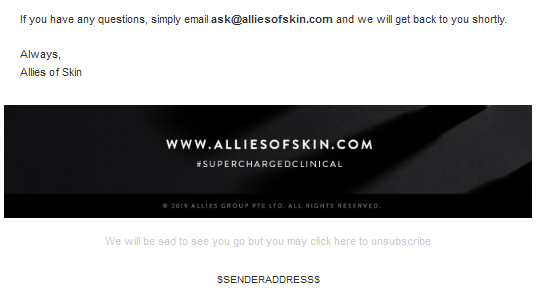 If you have any questions, simply email ask@alliesofskin.com and we will get back to you shortly.
Always,
Allies of Skin
WWW.ALLIESOFSKIN.COM
#SUPERCHARGEDCLINICAL
© 2019 ALLIES GROUP PTE LTD. ALL RIGHTS RESERVED.
We will be sad to see you go but you may click here to unsubscribe
$SENDERADDRESS$